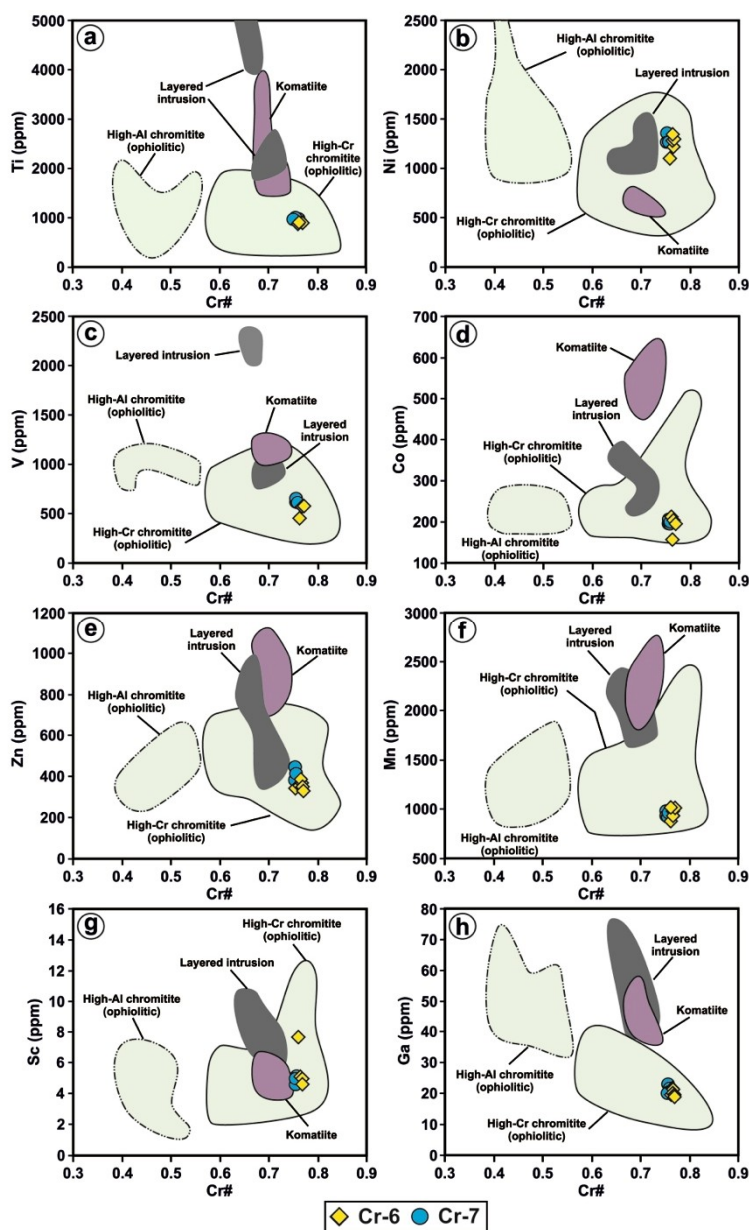 a
5000
4000
3000
2000
1000
0
Ti (ppm)
Layered
intrusion
Komatiite
High-Al chromitite
(ophiolitic)
High-Cr
chromitite
(ophiolitic)
0.3 0.4 0.5 0.6 0.7 0.8 0.9
Cr#
b
2500
2000
1500
1000
500
0
Ni (ppm)
High-Al chromitite
(ophiolitic)
Layered
intrusion
High-Cr chromitite
(ophiolitic)
Komatiite
0.3 0.4 0.5 0.6 0.7 0.8 0.9
Cr#
c
2500
2000
1500
1000
500
0
V (ppm)
Layered intrusion
High-Al chromitite
(ophiolitic)
Komatiite
Layered
intrusion
High-Cr chromitite
(ophiolitic)
0.3 0.4 0.5 0.6 0.7 0.8 0.9
Cr#
d
700
600
500
400
300
200
100
Co (ppm)
Komatiite
Layered
intrusion
High-Cr chromitite
(ophiolitic)
High-Al chromitite
(ophiolitic)
0.3 0.4 0.5 0.6 0.7 0.8 0.9
Cr#
e
1200
1000
800
600
400
200
0
Zn (ppm)
Layered
intrusion
Komatiite
High-Al chromitite
(ophiolitic)
High-Cr chromitite
(ophiolitic)
0.3 0.4 0.5 0.6 0.7 0.8 0.9
Cr#
f
3000
2500
2000
1500
1000
500
Mn (ppm)
Layered
intrusion
Komatiite
High-Cr chromitite
(ophiolitic)
High-Al chromitite
(ophiolitic)
0.3 0.4 0.5 0.6 0.7 0.8 0.9
Cr#
g
16
14
12
10
8
6
4
2
0
Sc (ppm)
High-Cr chromitite
(ophiolitic)
Layered intrusion
High-Al chromitite
(ophiolitic)
Komatiite
0.3 0.4 0.5 0.6 0.7 0.8 0.9
Cr#
h
80
70
60
50
40
30
20
10
0
Ga (ppm)
Layered
intrusion
Komatiite
High-Al chromitite
(ophiolitic)
High-Cr chromitite
(ophiolitic)
0.3 0.4 0.5 0.6 0.7 0.8 0.9
Cr#
Cr-6 Cr-7